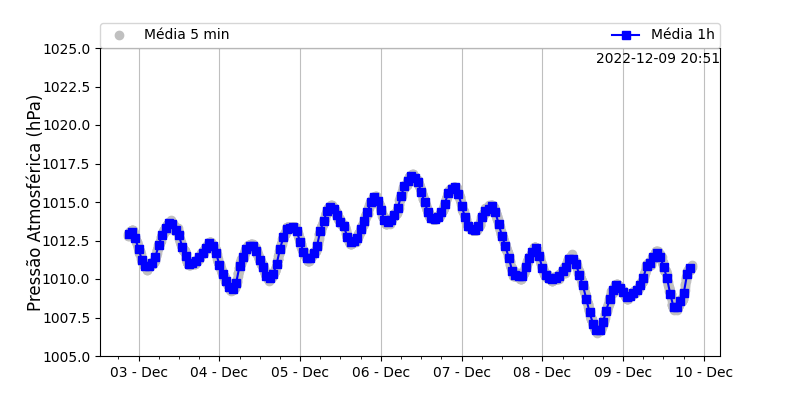 Média 5 min
Média 1h
2022-12-09 20:51
Pressão Atmosférica (hPa)
1025.0
1022.5
1020.0
1017.5
1015.0
1012.5
1010.0
1007.5
1005.0
03 - Dec
04 - Dec
05 - Dec
06 - Dec
07 - Dec
08 - Dec
09 - Dec
10 - Dec